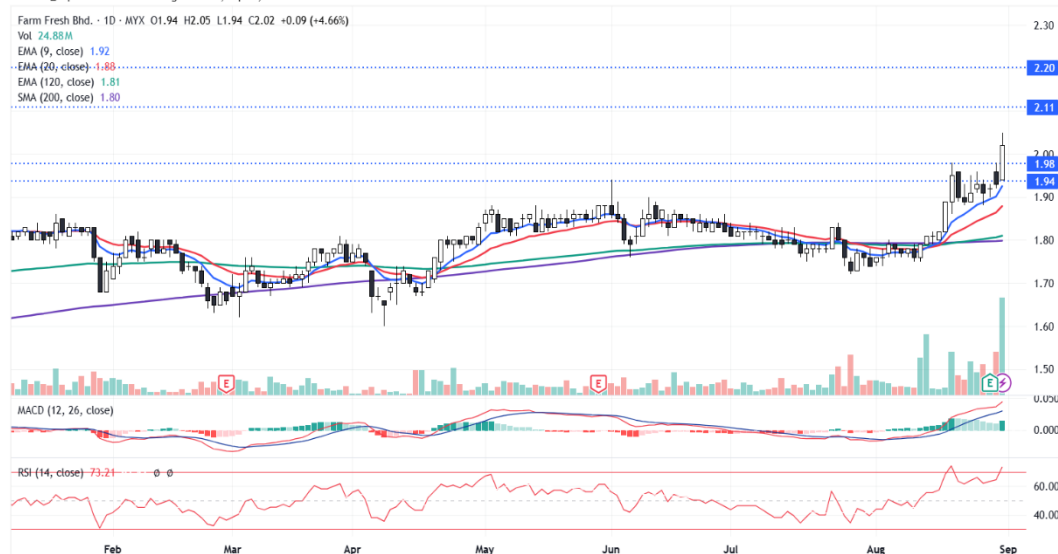 Farm Fresh Bhd. · 1D · MYX O1.94 H2.05 L1.94 C2.02 +0.09 (+4.66%)
Vol 24.88M
EMA (9, close) 1.92
EMA (20, close) 1.88
EMA (120, close) 1.81
SMA (200, close) 1.80
2.30
2.20
2.11
2.00
1.98
1.94
1.90
1.80
1.70
1.60
1.50
E
E
E
MACD (12, 26, close)
0.050
0.000
RSI (14, close) 73.21 ø ø
60.00
40.00
Feb Mar Apr May Jun Jul Aug Sep